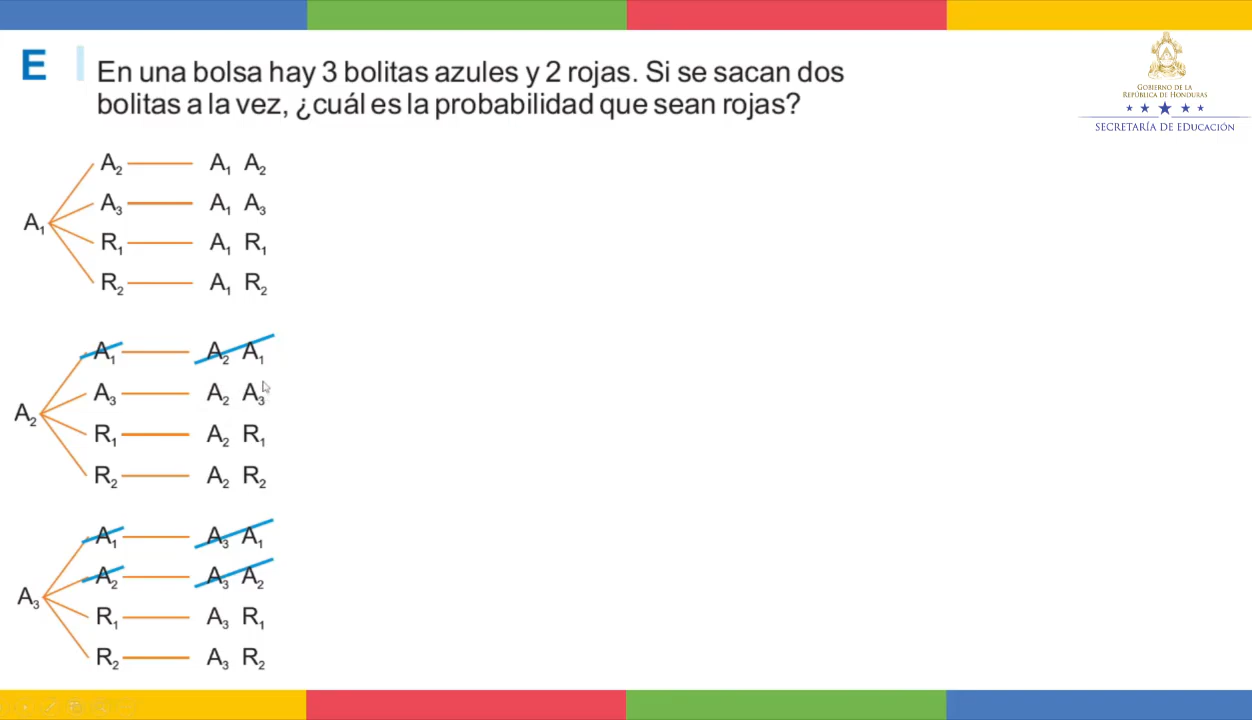 E
En una bolsa hay 3 bolitas azules y 2 rojas. Si se sacan dos
bolitas a la vez, ¿cuál es la probabilidad que sean rojas?
GOBIERNO DE LA
REPÚBLICA DE HONDURAS
SECRETARÍA DE EDUCACIÓN
A₁
A₂ A₁ A₂
A₃ A₁ A₃
R₁ A₁ R₁
R₂ A₁ R₂
A₂
A₁ A₂ A₁
A₃ A₂ A₃
R₁ A₂ R₁
R₂ A₂ R₂
A₃
A₁ A₃ A₁
A₂ A₃ A₂
R₁ A₃ R₁
R₂ A₃ R₂